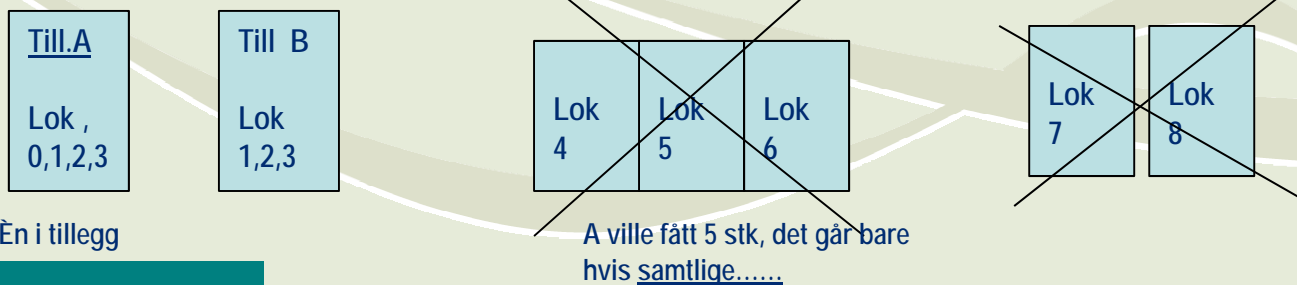 Till.A
Lok ,
0,1,2,3
Till B
Lok
1,2,3
Lok
4
Lok
5
Lok
6
Lok
7
Lok
8
Èn i tillegg
A ville fått 5 stk, det går bare
hvis samtlige......